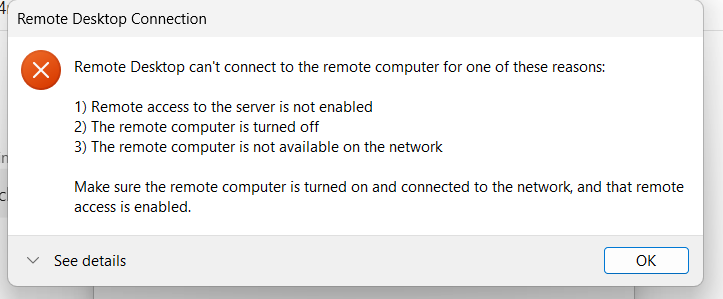 Remote Desktop Connection
Remote Desktop can't connect to the remote computer for one of these reasons:
1) Remote access to the server is not enabled
2) The remote computer is turned off
3) The remote computer is not available on the network
Make sure the remote computer is turned on and connected to the network, and that remote
access is enabled.
See details
OK